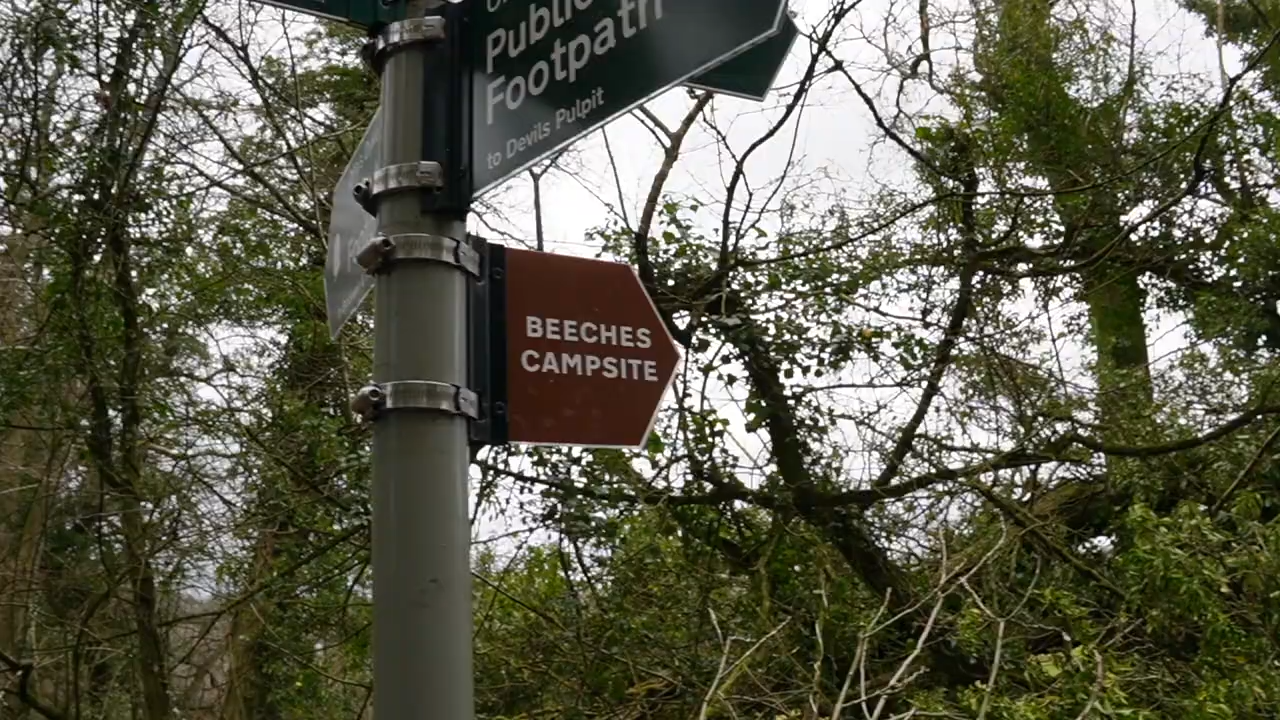 Public
Footpath
to Devils Pulpit
BEECHES
CAMPSITE